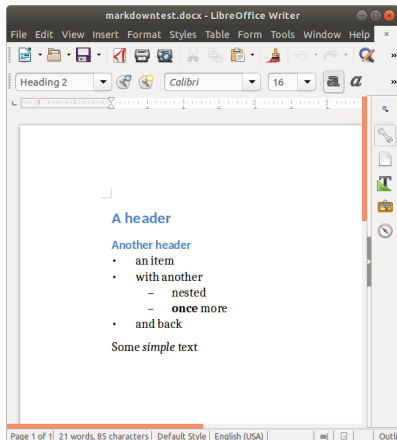 markdowntest.docx - LibreOffice Writer
File Edit View Insert Format Styles Table Form Tools Window Help
Heading 2 Calibri 16 a a
A header
Another header
• an item
• with another
– nested
– once more
• and back
Some simple text
Page 1 of 1 21 words, 85 characters Default Style English (USA) Outli